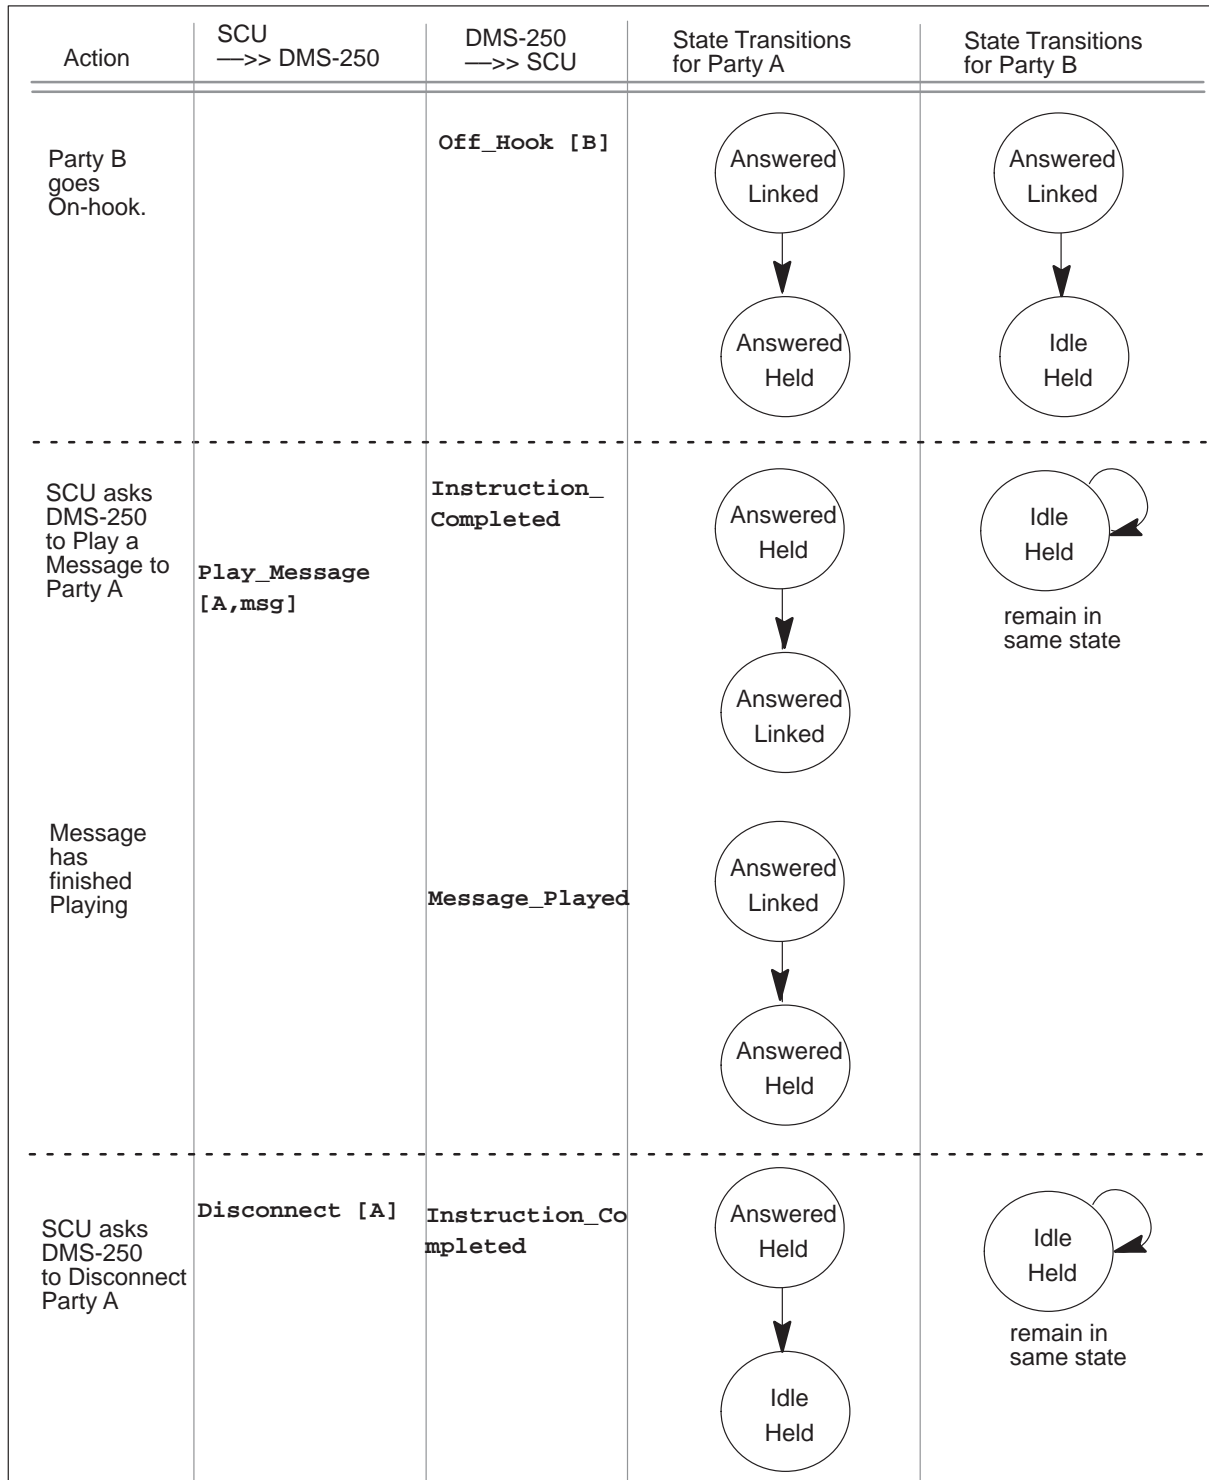 Action
SCU
—>> DMS-250
DMS-250
—>> SCU
State Transitions
for Party A
State Transitions
for Party B
Party B
goes
On-hook.
Off_Hook [B]
Answered
Linked
Answered
Held
Answered
Linked
Idle
Held
SCU asks
DMS-250
to Play a
Message to
Party A
Play_Message
[A,msg]
Instruction_
Completed
Answered
Held
Answered
Linked
Idle
Held
remain in
same state
Message
has
finished
Playing
Message_Played
Answered
Linked
Answered
Held
SCU asks
DMS-250
to Disconnect
Party A
Disconnect [A]
Instruction_Co
mpleted
Answered
Held
Idle
Held
Idle
Held
remain in
same state